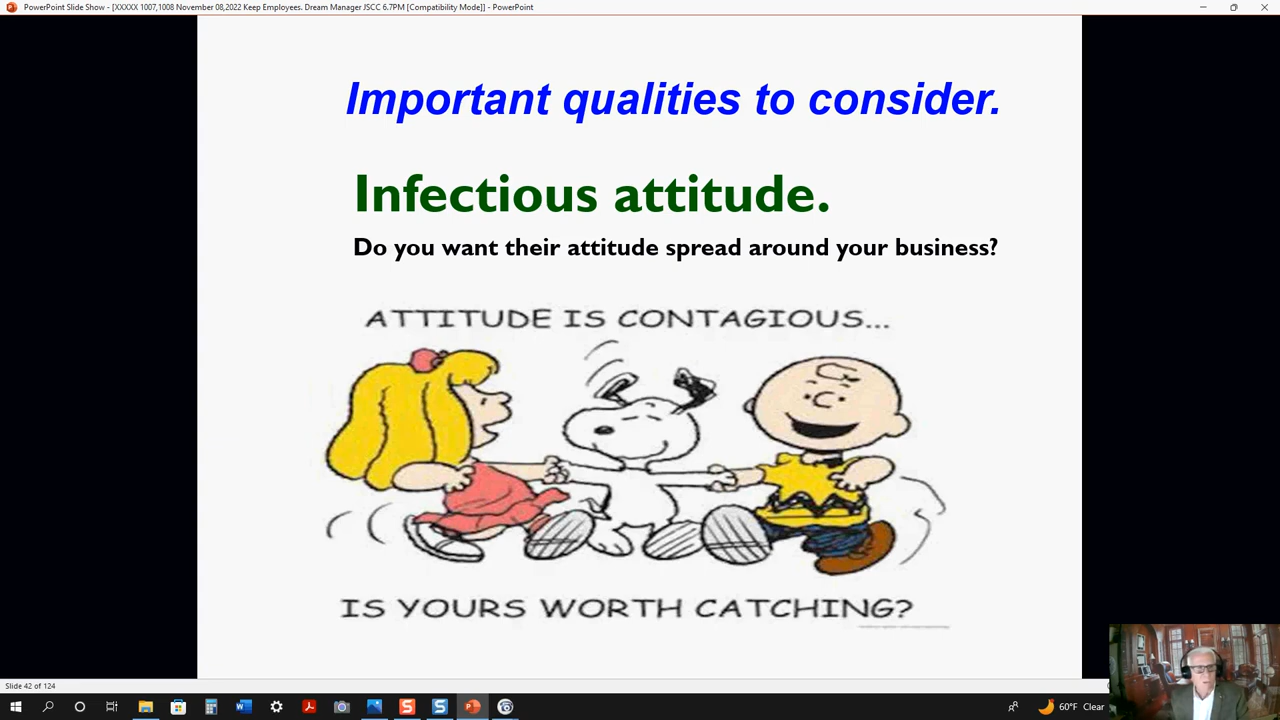 PowerPoint Slide Show - [XXXXX 1007,1008 November 08,2022 Keep Employees. Dream Manager JSCC 6.7PM [Compatibility Mode]] - PowerPoint
Important qualities to consider.
Infectious attitude.
Do you want their attitude spread around your business?
ATTITUDE IS CONTAGIOUS...
IS YOURS WORTH CATCHING?
Slide 42 of 124
60°F Clear